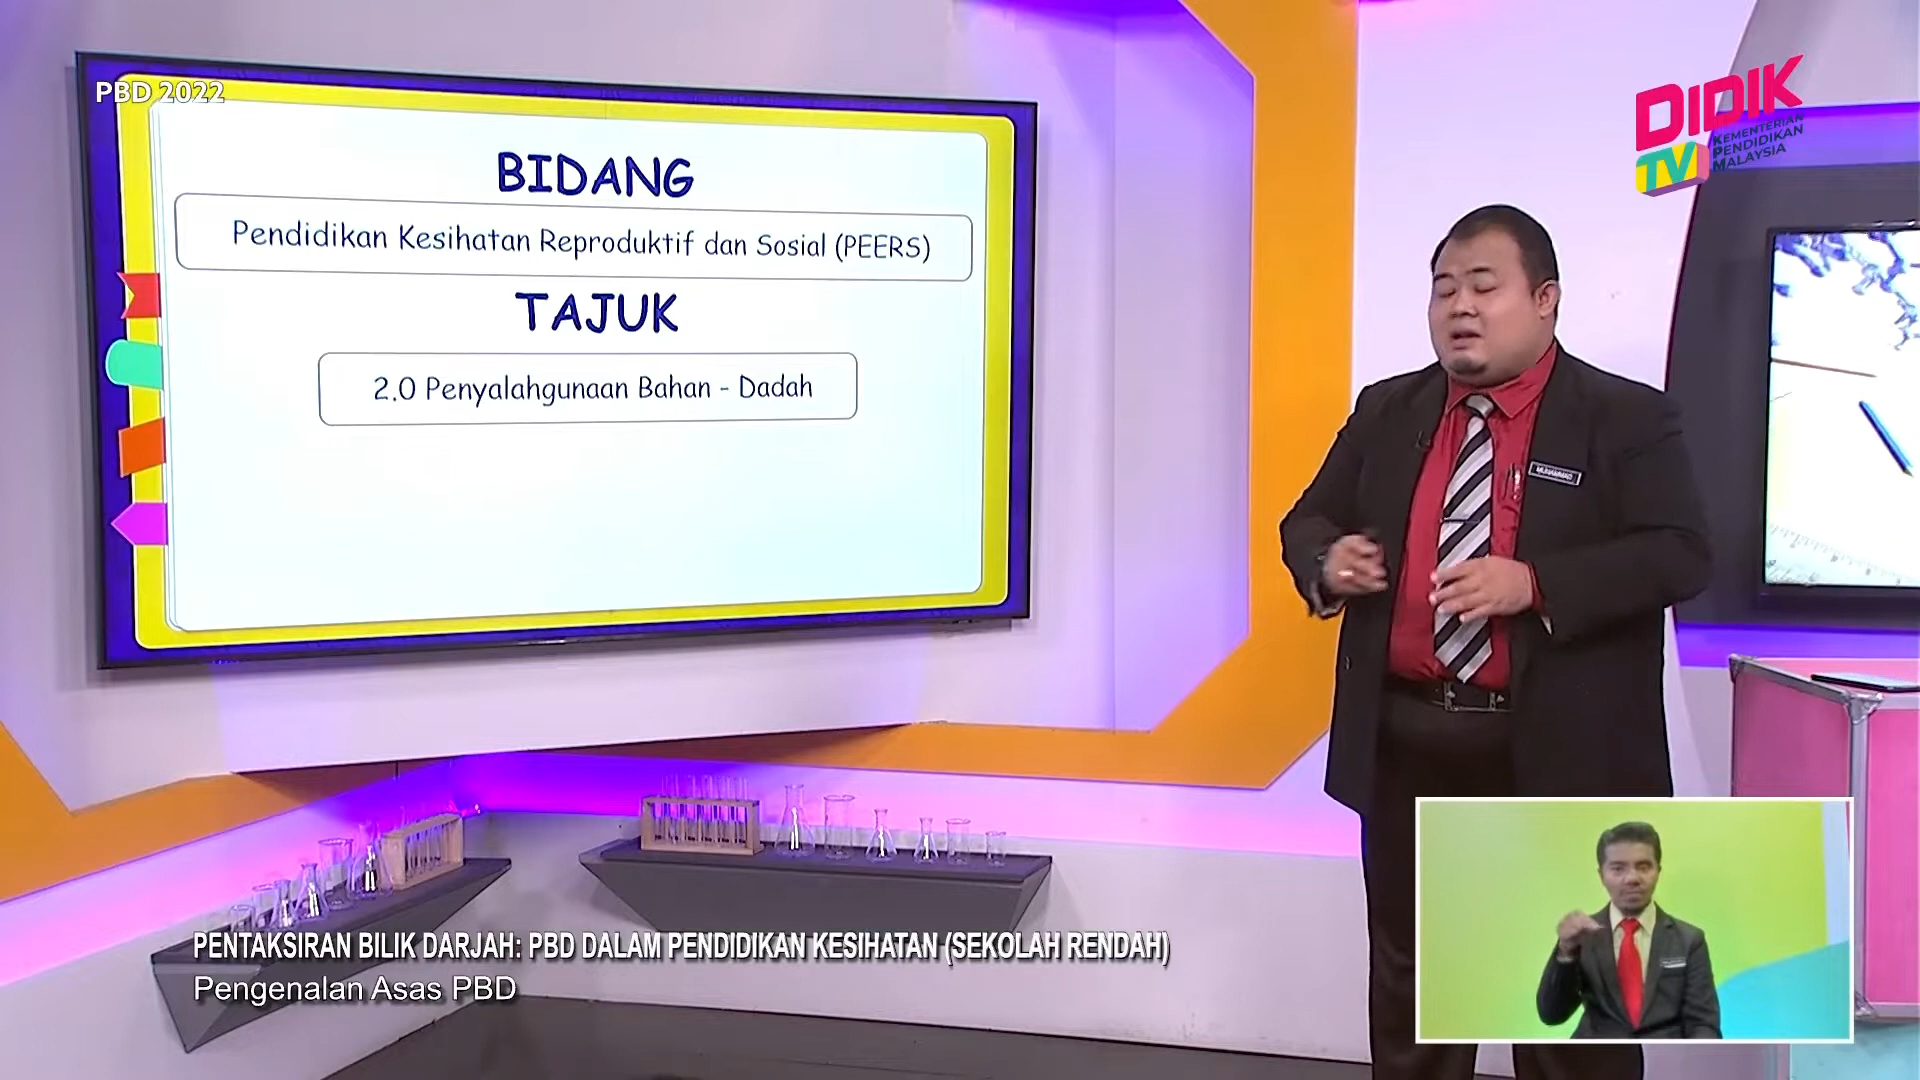 PBD 2022
BIDANG
Pendidikan Kesihatan Reproduktif dan Sosial (PEERS)
TAJUK
2.0 Penyalahgunaan Bahan - Dadah
DIDIK
TV
KEMENTERIAN
PENDIDIKAN
MALAYSIA
MUHAMMAD
PENTAKSIRAN BILIK DARJAH: PBD DALAM PENDIDIKAN KESIHATAN (SEKOLAH RENDAH)
Pengenalan Asas PBD